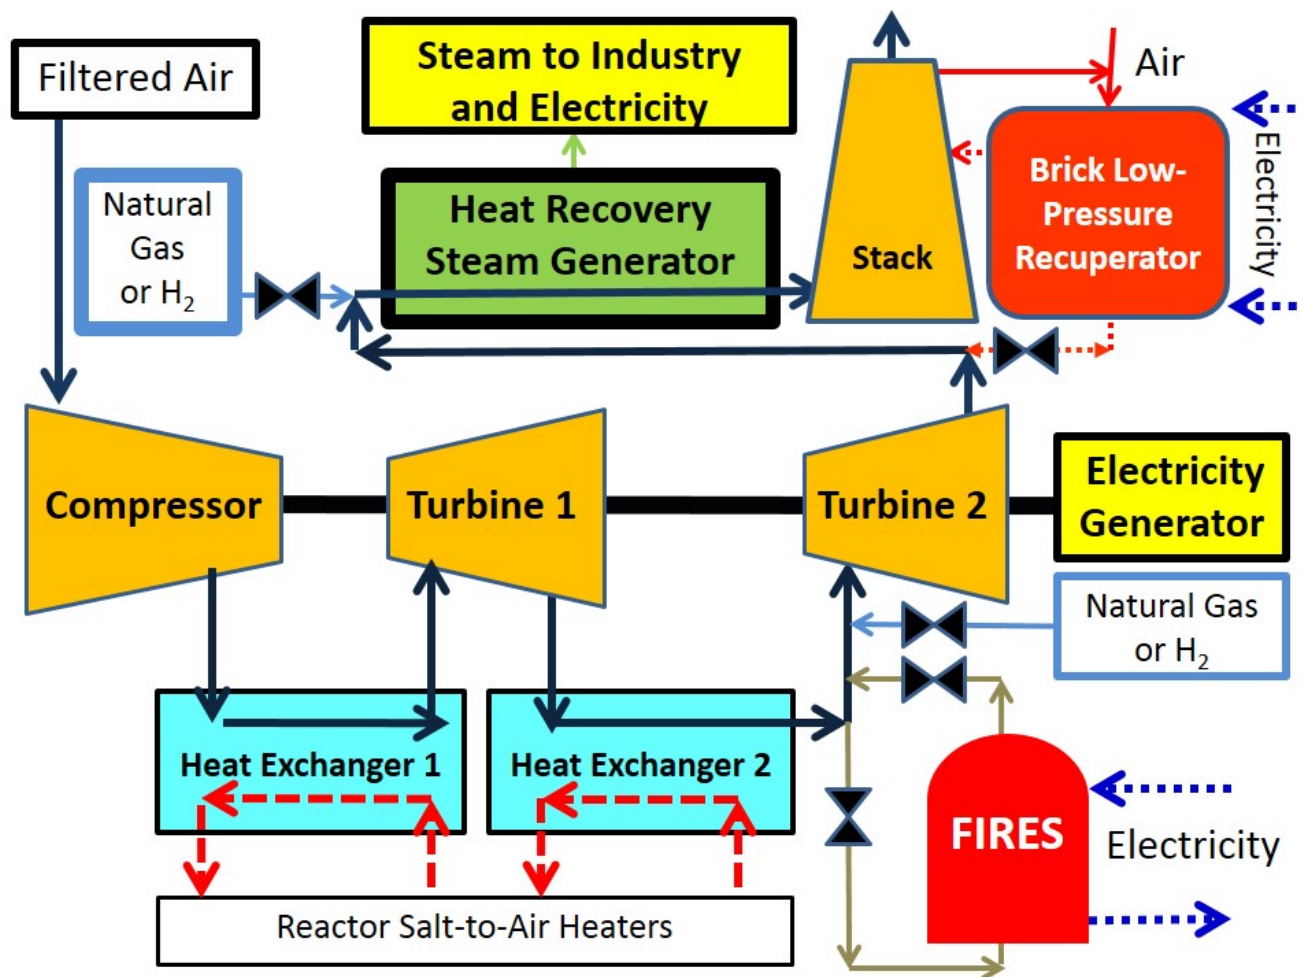 Filtered Air
Steam to Industry
and Electricity
Air
Natural
Gas
or H₂
Heat Recovery
Steam Generator
Stack
Brick Low-
Pressure
Recuperator
Electricity
Compressor
Turbine 1
Turbine 2
Electricity
Generator
Natural Gas
or H₂
Heat Exchanger 1
Heat Exchanger 2
FIRES
Electricity
Reactor Salt-to-Air Heaters